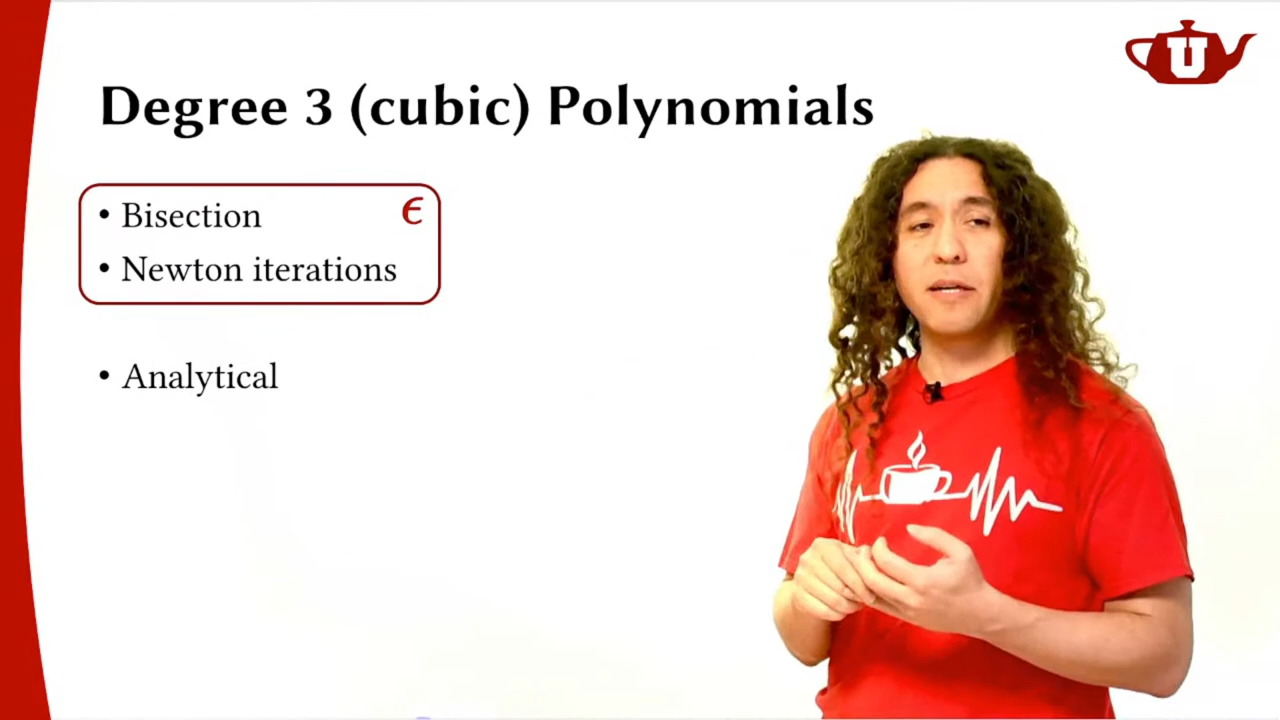 U
Degree 3 (cubic) Polynomials
• Bisection ϵ
• Newton iterations
• Analytical